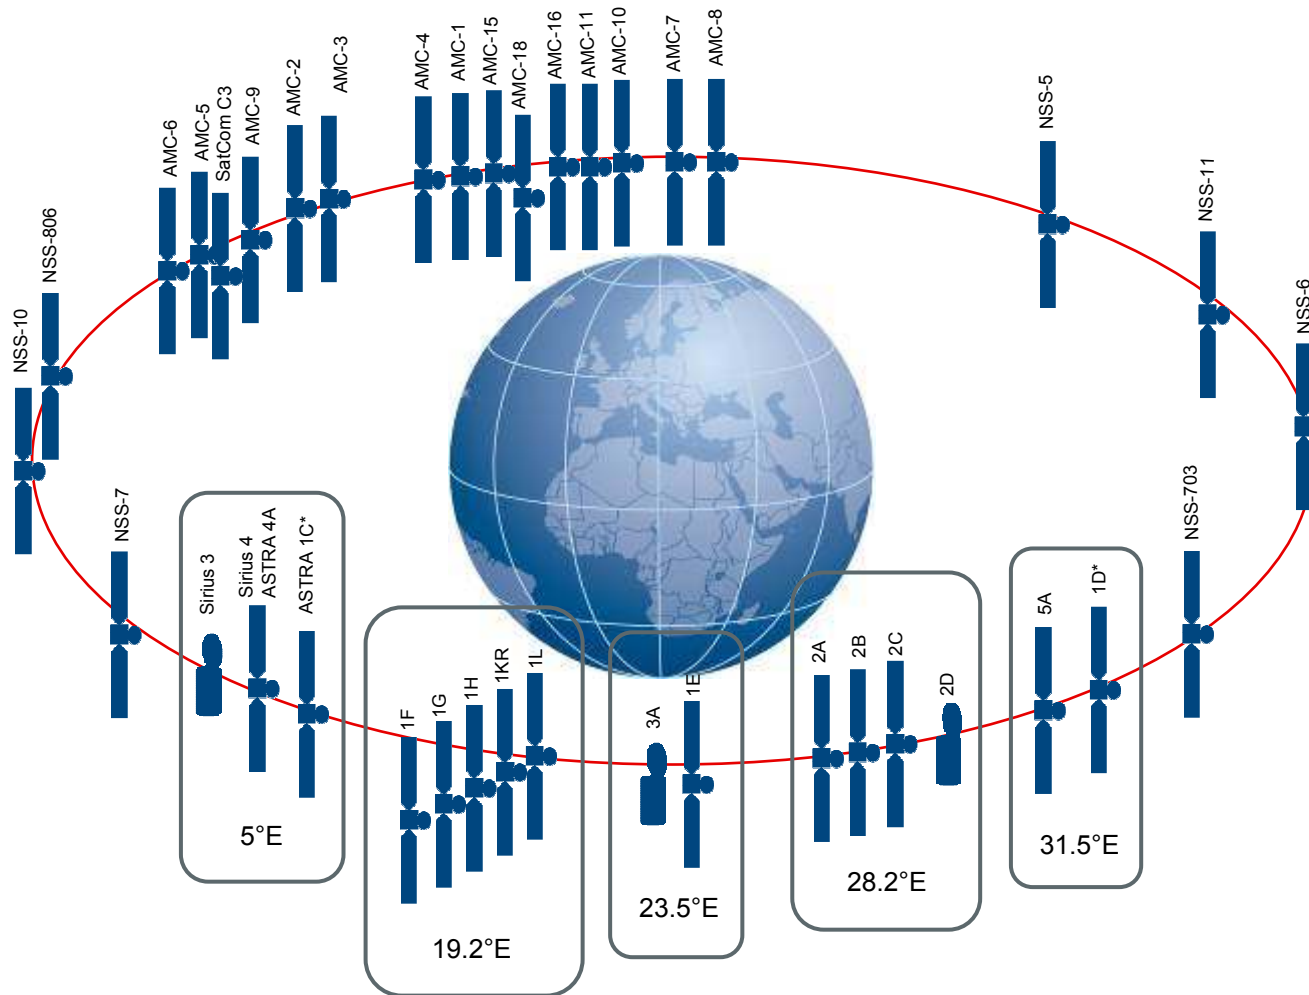 AMC-6
AMC-5
SatCom C3
AMC-9
AMC-2
AMC-3
AMC-4
AMC-1
AMC-15
AMC-18
AMC-16
AMC-11
AMC-10
AMC-7
AMC-8
NSS-5
NSS-11
NSS-6
NSS-10
NSS-806
NSS-7
Sirius 3
Sirius 4
ASTRA 4A
ASTRA 1C*
5°E
1F
1G
1H
1KR
1L
19.2°E
3A
1E
23.5°E
2A
2B
2C
2D
28.2°E
5A
1D*
31.5°E
NSS-703